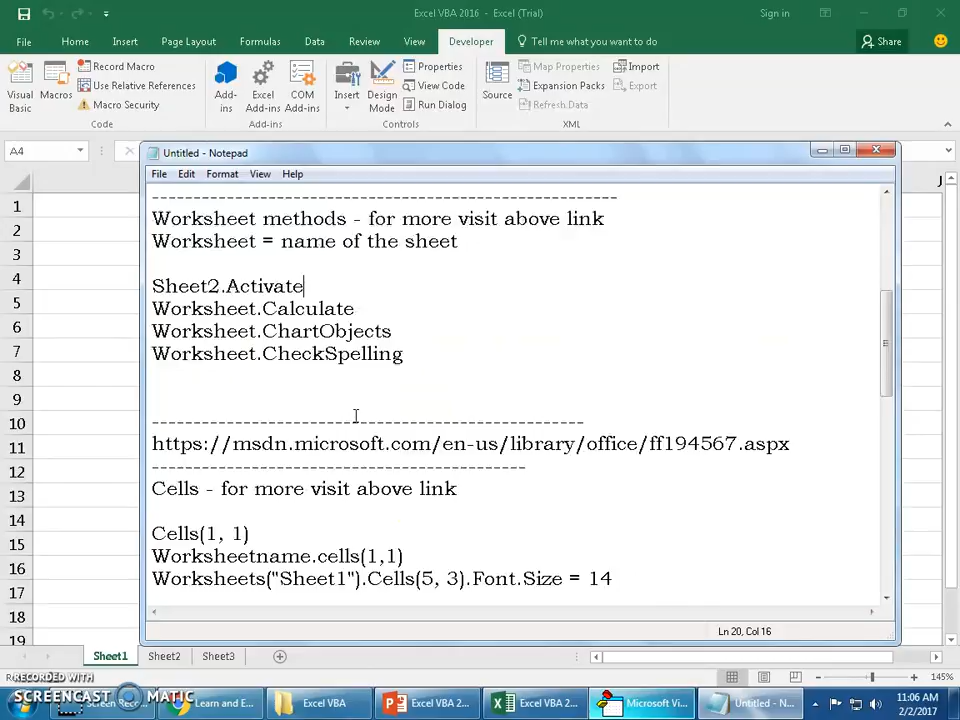 Excel VBA 2016 - Excel (Trial)
Sign in
File Home Insert Page Layout Formulas Data Review View Developer Tell me what you want to do Share
Visual Basic
Macros
Record Macro
Use Relative References
Macro Security
Code
Add-ins
Excel Add-ins
COM Add-ins
Add-ins
Insert
Design Mode
Properties
View Code
Run Dialog
Controls
Source
Map Properties
Expansion Packs
Refresh Data
Import
Export
XML
A4
J
1
2
3
4
5
6
7
8
9
10
11
12
13
14
15
16
17
18
19
Untitled - Notepad
File Edit Format View Help
--------------------------------------------------------
Worksheet methods - for more visit above link
Worksheet = name of the sheet
Sheet2.Activate
Worksheet.Calculate
Worksheet.ChartObjects
Worksheet.CheckSpelling
----------------------------------------------------
https://msdn.microsoft.com/en-us/library/office/ff194567.aspx
---------------------------------------------
Cells - for more visit above link
Cells(1, 1)
Worksheetname.cells(1,1)
Worksheets("Sheet1").Cells(5, 3).Font.Size = 14
Ln 20, Col 16
Sheet1 Sheet2 Sheet3
145%
RECORDED WITH
SCREENCAST MATIC
Screen Rec...
Learn and E...
Excel VBA
Excel VBA 2...
Excel VBA 2...
Microsoft Vi...
Untitled - N...
11:06 AM
2/2/2017